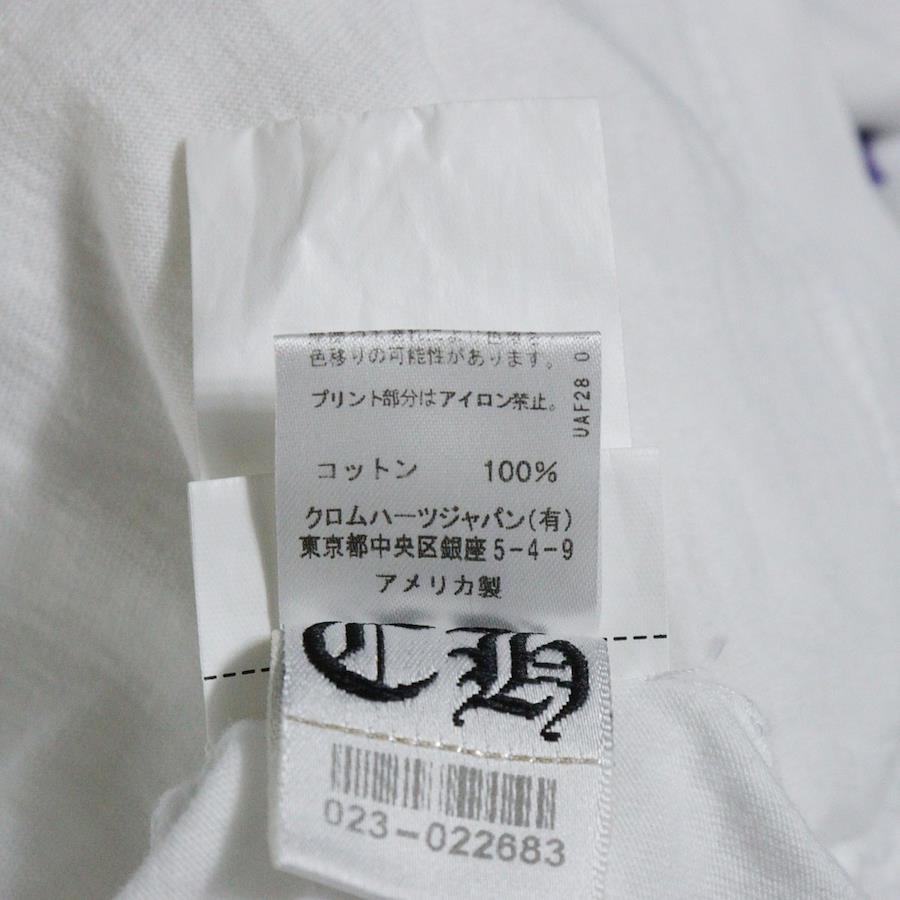 色移りの可能性があります。
プリント部分はアイロン禁止。
UAF28 0
コットン 100%
クロムハーツジャパン(有)
東京都中央区銀座5-4-9
アメリカ製
CH
023-022683